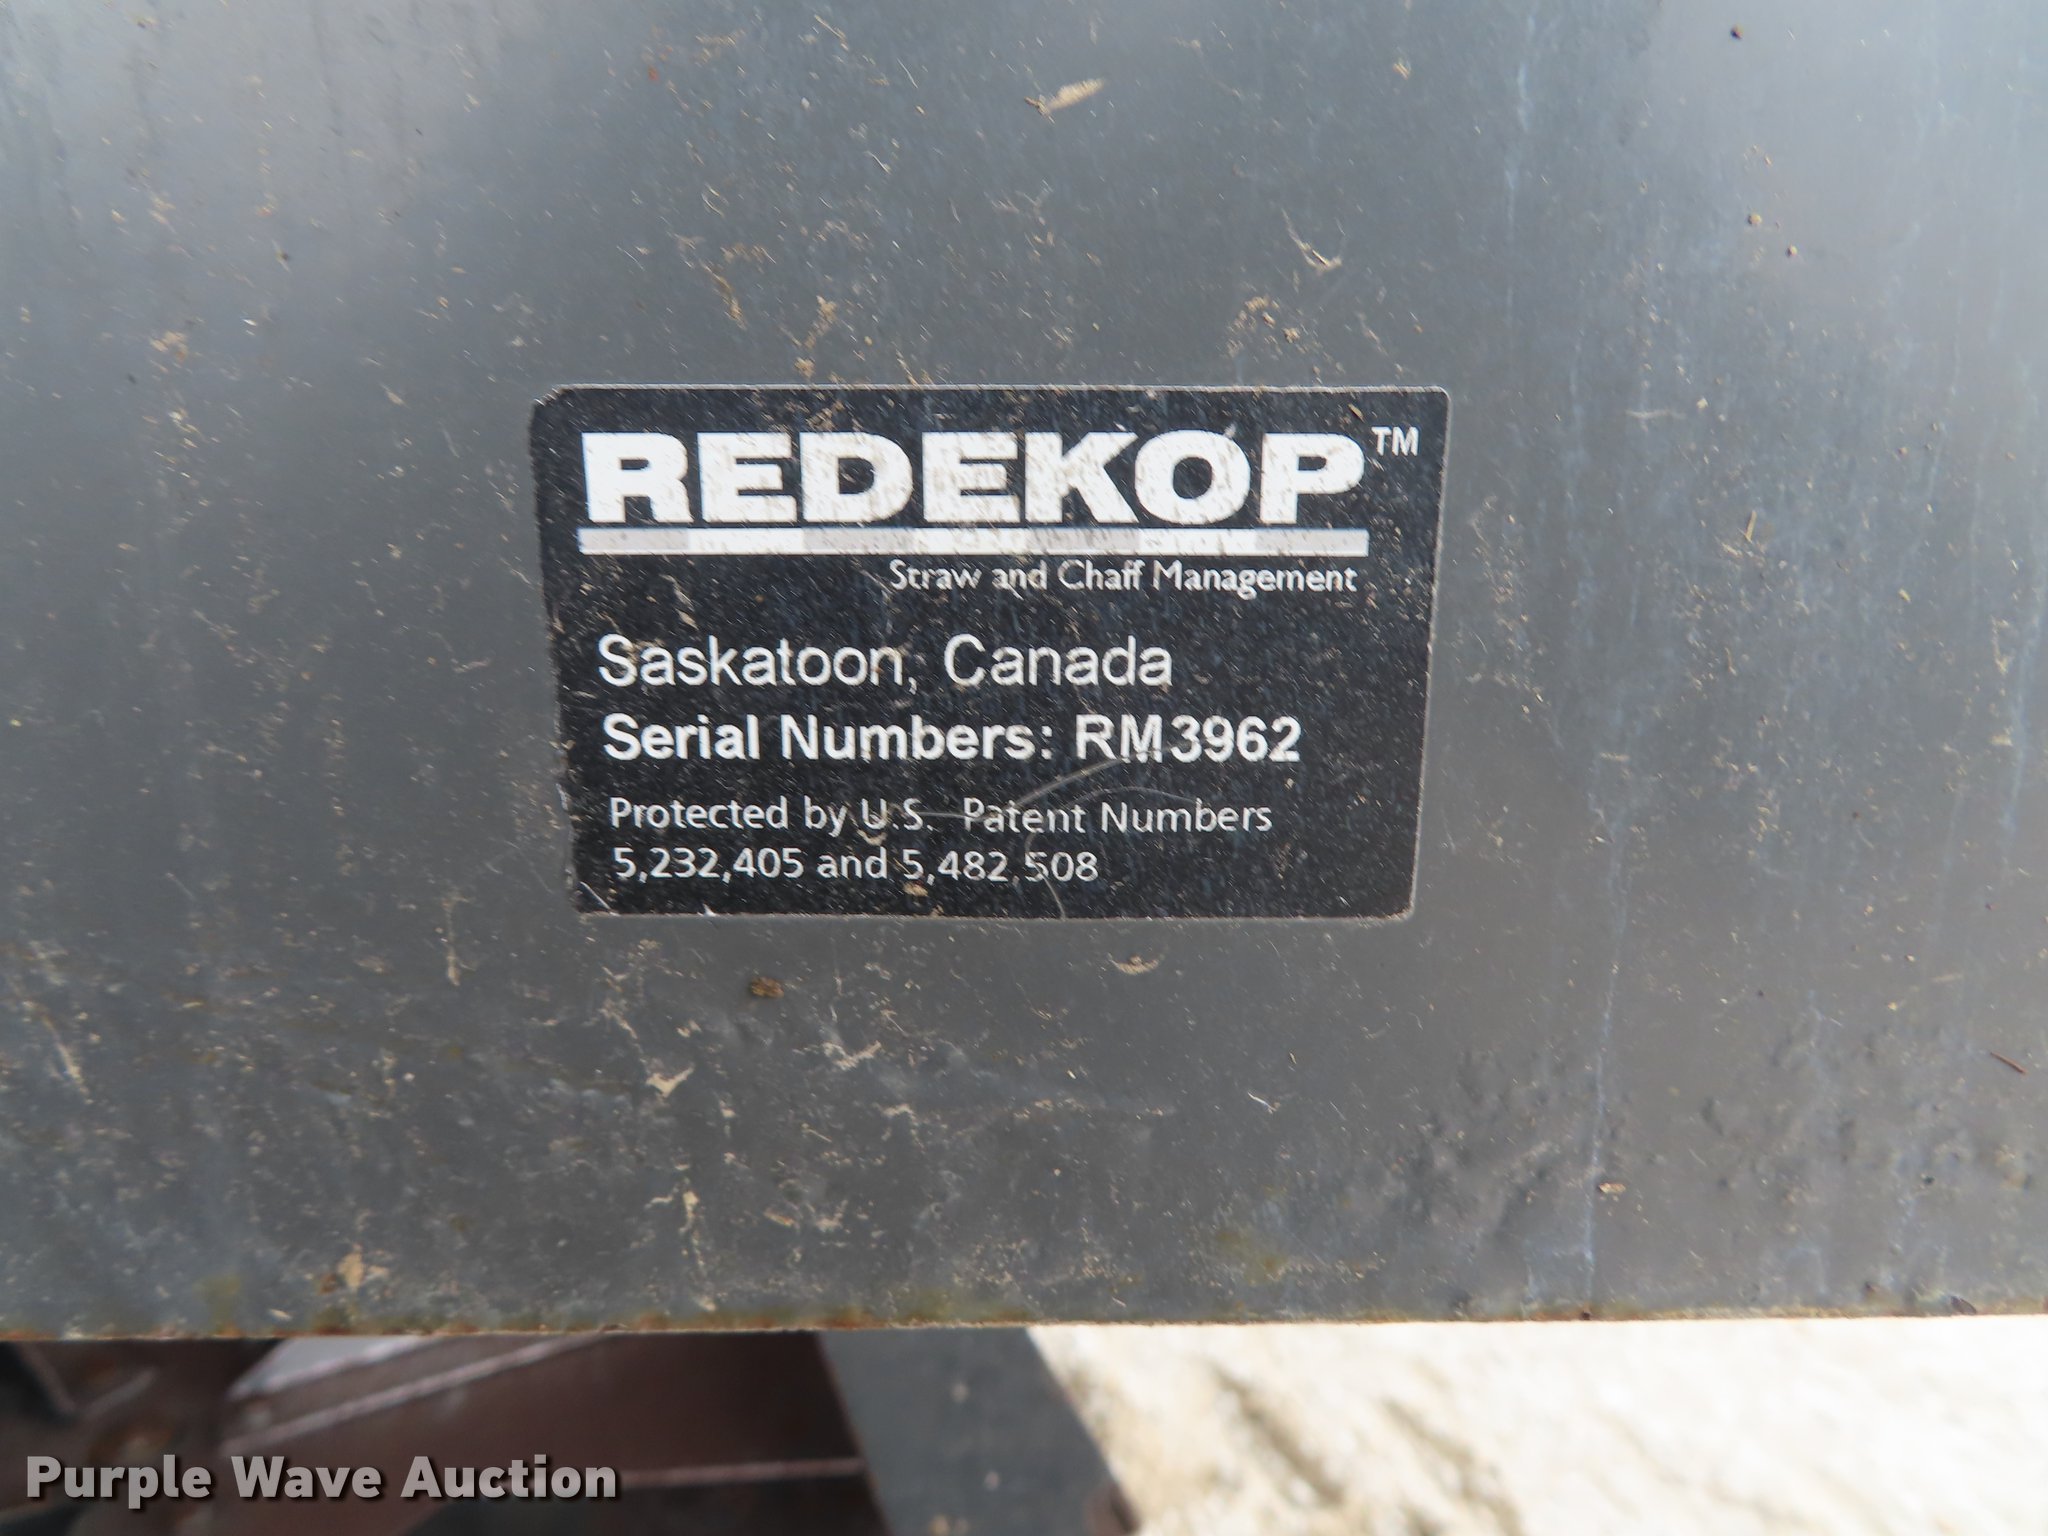 REDEKOP™
Straw and Chaff Management
Saskatoon, Canada
Serial Numbers: RM3962
Protected by U.S. Patent Numbers
5,232,405 and 5,482,508
Purple Wave Auction